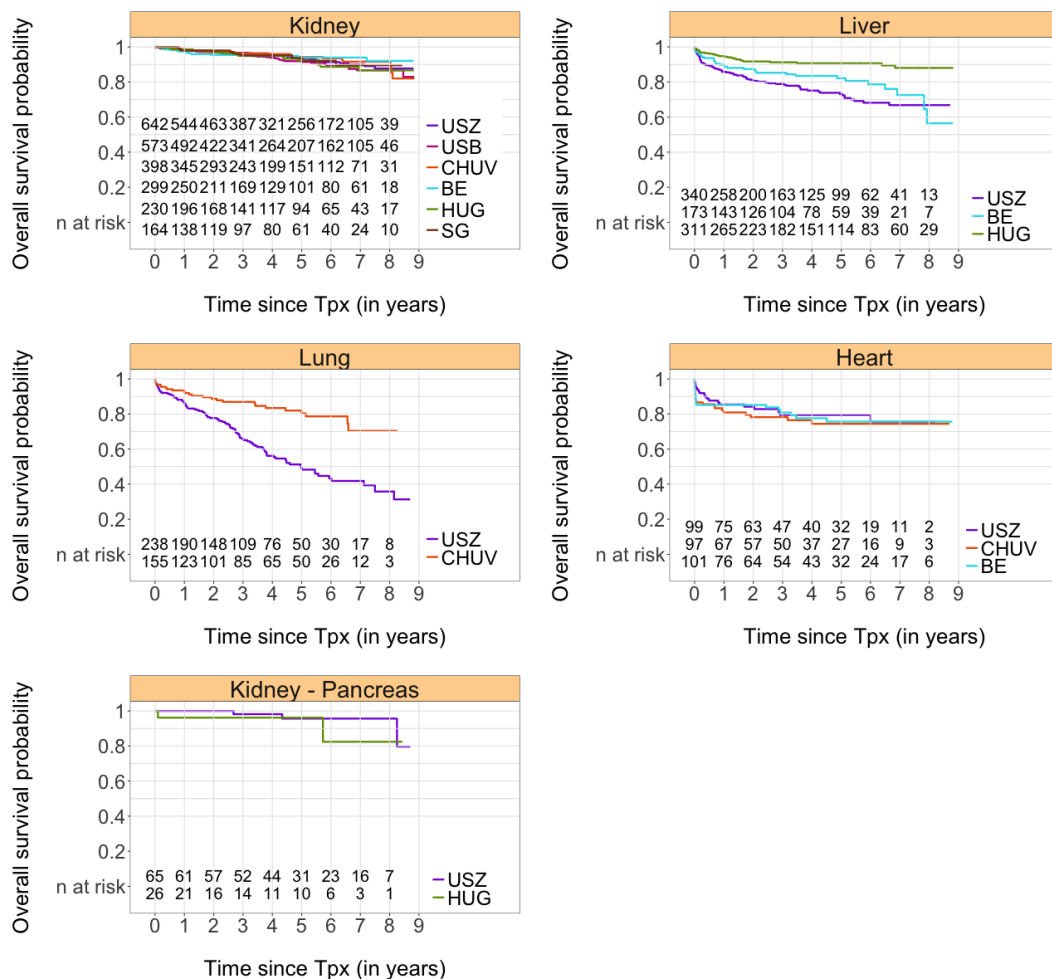 Kidney
Overall survival probability
1
0.8
0.6
0.4
0.2
n at risk
642 544 463 387 321 256 172 105 39
573 492 422 341 264 207 162 105 46
398 345 293 243 199 151 112 71 31
299 250 211 169 129 101 80 61 18
230 196 168 141 117 94 65 43 17
164 138 119 97 80 61 40 24 10
USZ
USB
CHUV
BE
HUG
SG
0 1 2 3 4 5 6 7 8 9
Time since Tpx (in years)
Liver
Overall survival probability
1
0.8
0.6
0.4
0.2
n at risk
340 258 200 163 125 99 62 41 13
173 143 126 104 78 59 39 21 7
311 265 223 182 151 114 83 60 29
USZ
BE
HUG
0 1 2 3 4 5 6 7 8 9
Time since Tpx (in years)
Lung
Overall survival probability
1
0.8
0.6
0.4
0.2
n at risk
238 190 148 109 76 50 30 17 8
155 123 101 85 65 50 26 12 3
USZ
CHUV
0 1 2 3 4 5 6 7 8 9
Time since Tpx (in years)
Heart
Overall survival probability
1
0.8
0.6
0.4
0.2
n at risk
99 75 63 47 40 32 19 11 2
97 67 57 50 37 27 16 9 3
101 76 64 54 43 32 24 17 6
USZ
CHUV
BE
0 1 2 3 4 5 6 7 8 9
Time since Tpx (in years)
Kidney - Pancreas
Overall survival probability
1
0.8
0.6
0.4
0.2
n at risk
65 61 57 52 44 31 23 16 7
26 21 16 14 11 10 6 3 1
USZ
HUG
0 1 2 3 4 5 6 7 8 9
Time since Tpx (in years)